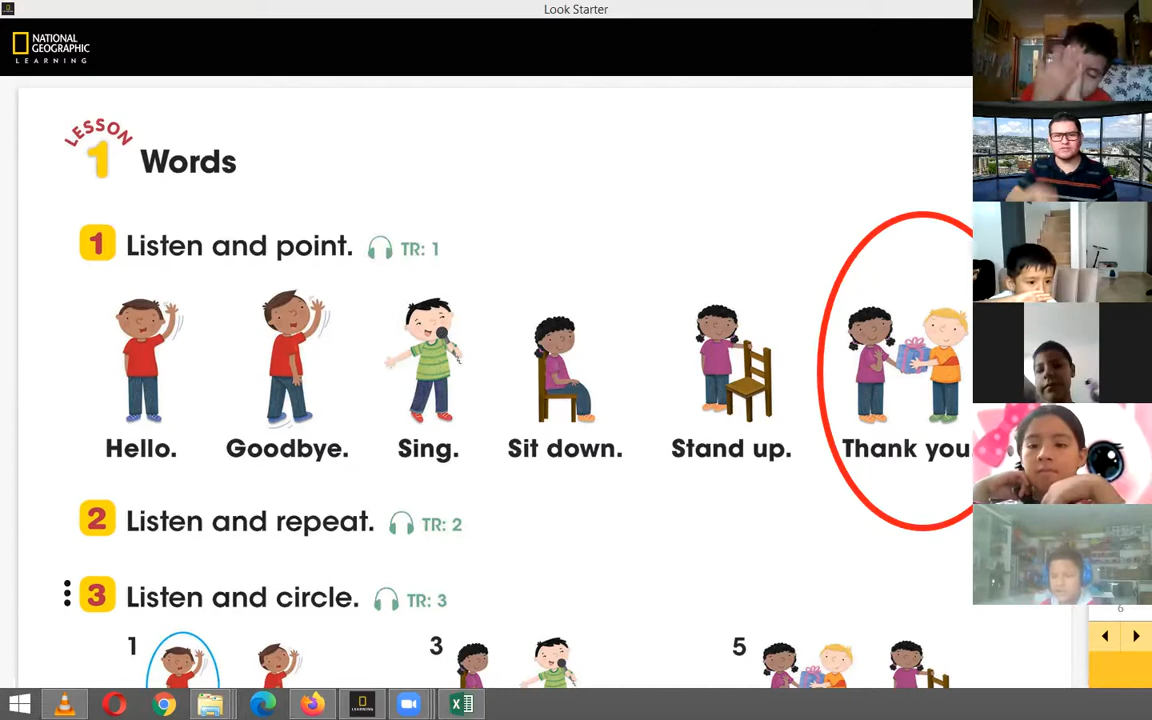 Look Starter
NATIONAL
GEOGRAPHIC
LEARNING
LESSON
1 Words
1 Listen and point. TR: 1
Hello. Goodbye. Sing. Sit down. Stand up. Thank you
2 Listen and repeat. TR: 2
3 Listen and circle. TR: 3
1 3 5
6